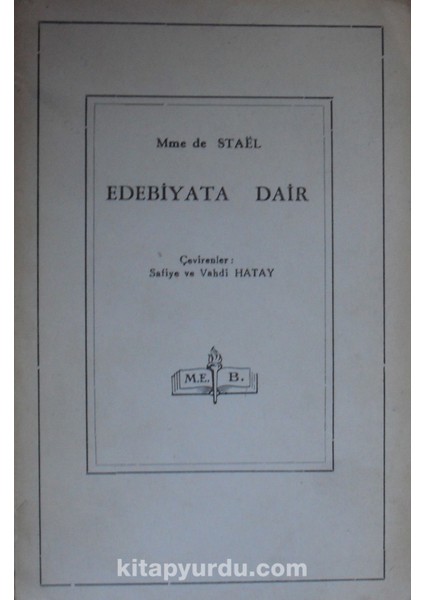 Mme de STAËL
EDEBİYATA DAİR
Çevirenler:
Safiye ve Vahdi HATAY
M.E. B.
kitapyurdu.com